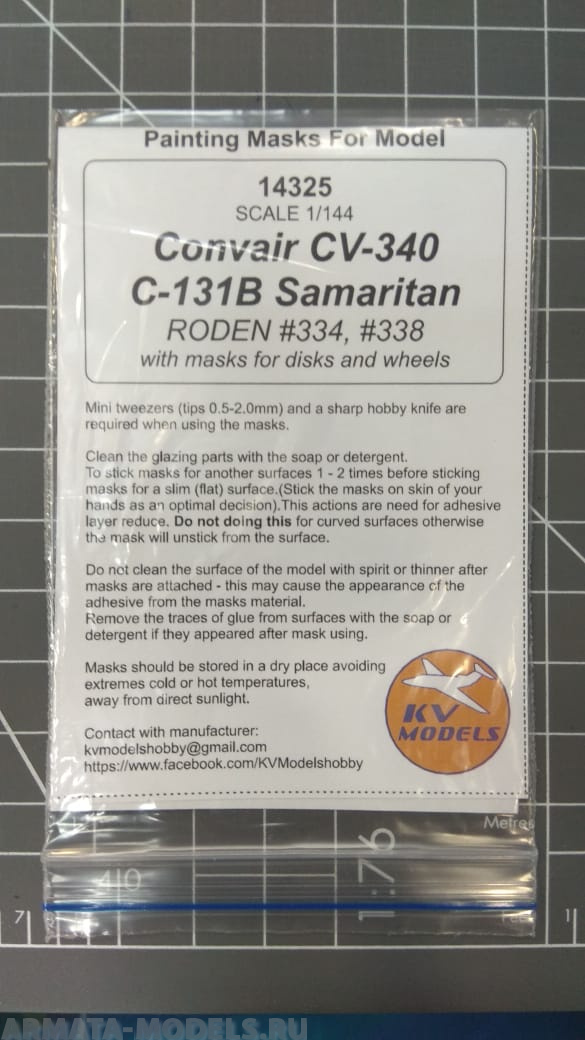 Painting Masks For Model
14325
SCALE 1/144
Convair CV-340
C-131B Samaritan
RODEN #334, #338
with masks for disks and wheels
Mini tweezers (tips 0.5-2.0mm) and a sharp hobby knife are
required when using the masks.
Clean the glazing parts with the soap or detergent.
To stick masks for another surfaces 1 - 2 times before sticking
masks for a slim (flat) surface.(Stick the masks on skin of your
hands as an optimal decision).This actions are need for adhesive
layer reduce. Do not doing this for curved surfaces otherwise
the mask will unstick from the surface.
Do not clean the surface of the model with spirit or thinner after
masks are attached - this may cause the appearance of the
adhesive from the masks material.
Remove the traces of glue from surfaces with the soap or
detergent if they appeared after mask using.
Masks should be stored in a dry place avoiding
extremes cold or hot temperatures,
away from direct sunlight.
KV
MODELS
Contact with manufacturer:
kvmodelshobby@gmail.com
https://www.facebook.com/KVModelshobby
Metres
1:76
40
7
1
ARMATA-MODELS.RU